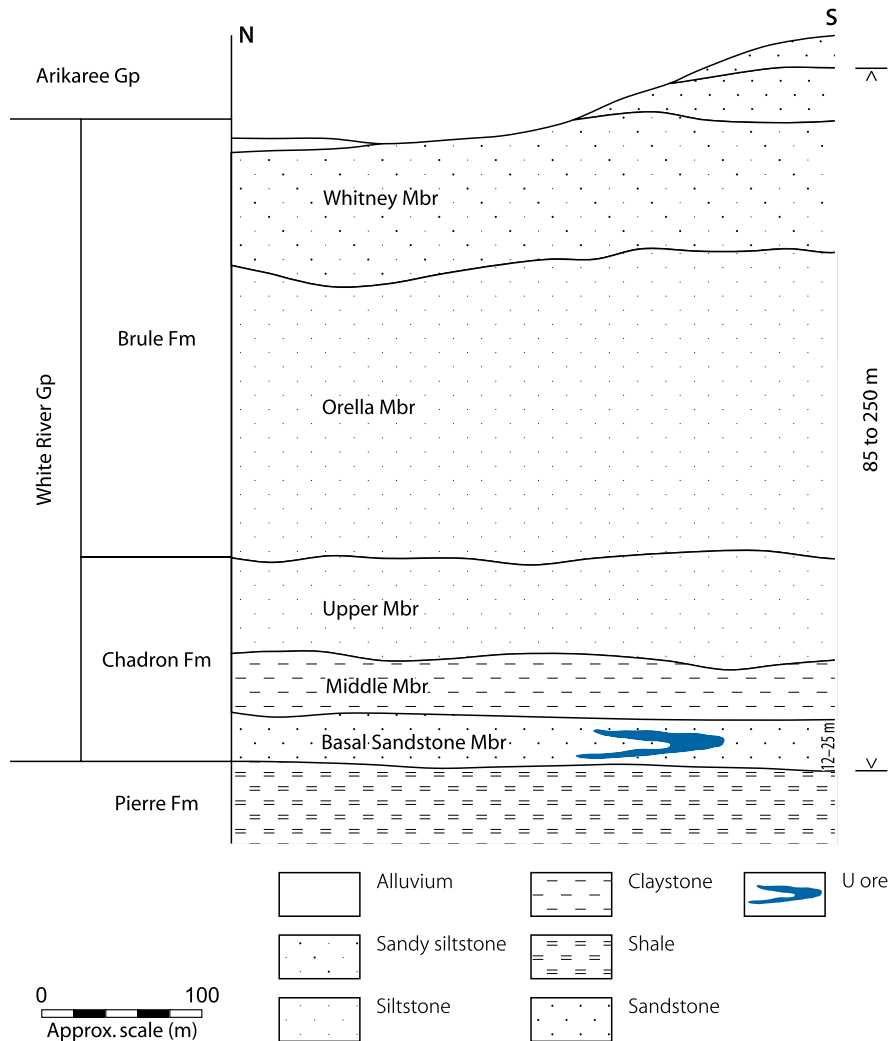 N
S
Arikaree Gp
Whitney Mbr
Brule Fm
Orella Mbr
White River Gp
85 to 250 m
Upper Mbr
Chadron Fm
Middle Mbr
Basal Sandstone Mbr
12–25 m
Pierre Fm
Alluvium
Claystone
U ore
Sandy siltstone
Shale
Siltstone
Sandstone
0 100
Approx. scale (m)